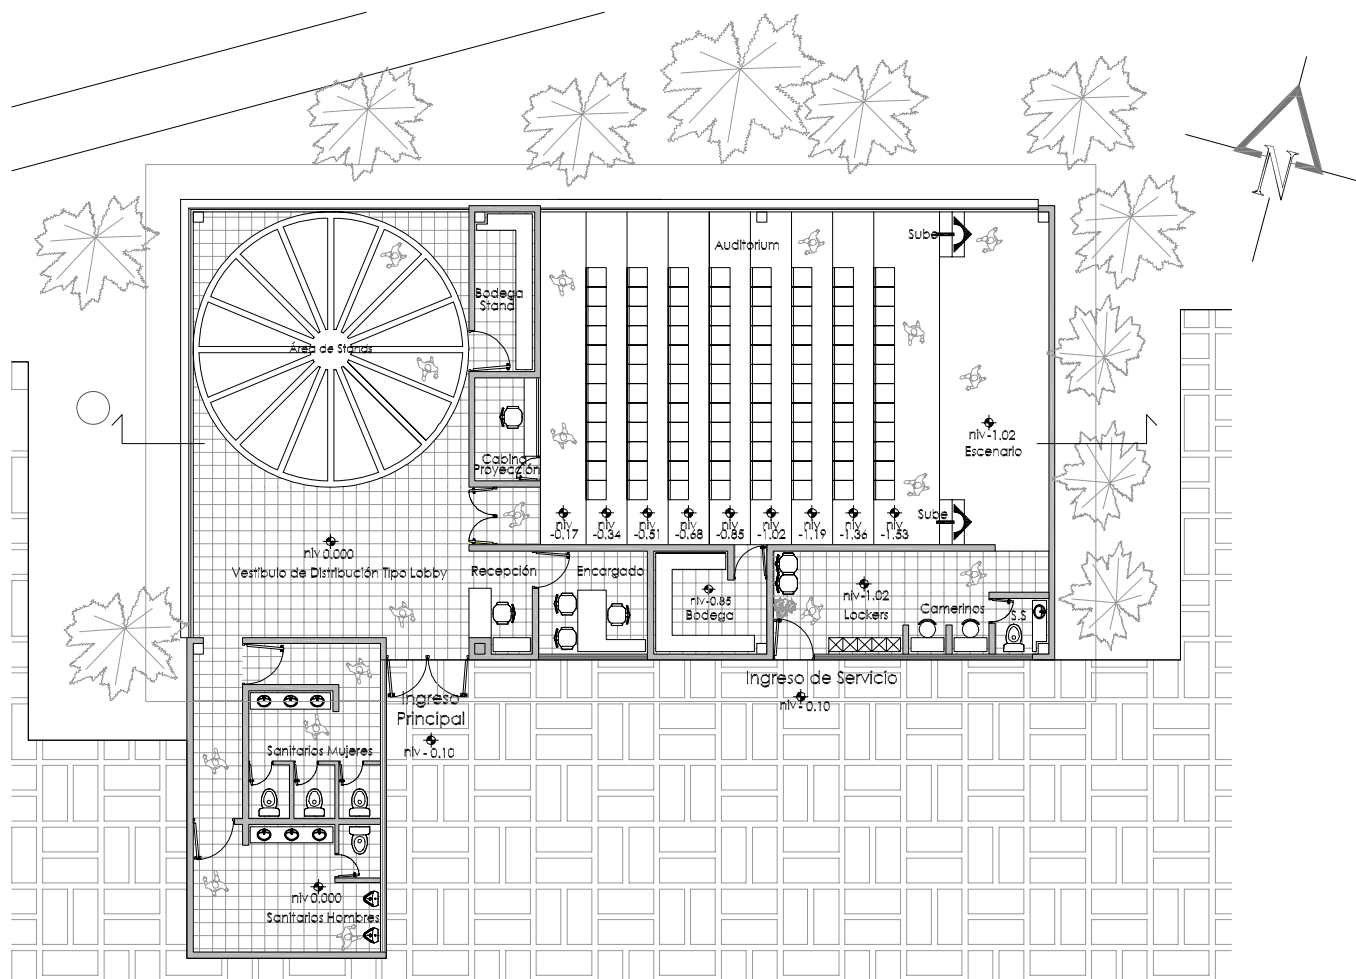 N
Sube
Auditorium
Bodega
Stand
Área de Stands
niv-1.02
Escenario
Cabina
Proyección
Sube
niv
-0.17
niv
-0.34
niv
-0.51
niv
-0.68
niv
-0.85
niv
-1.02
niv
-1.19
niv
-1.36
niv
-1.53
niv 0.000
Vestibulo de Distribución Tipo Lobby
Recepción
Encargado
niv-0.85
Bodega
niv-1.02
Lockers
Camerinos
S.S
Ingreso de Servicio
niv- 0.10
Ingreso
Principal
niv - 0.10
Sanitarios Mujeres
niv 0.000
Sanitarios Hombres